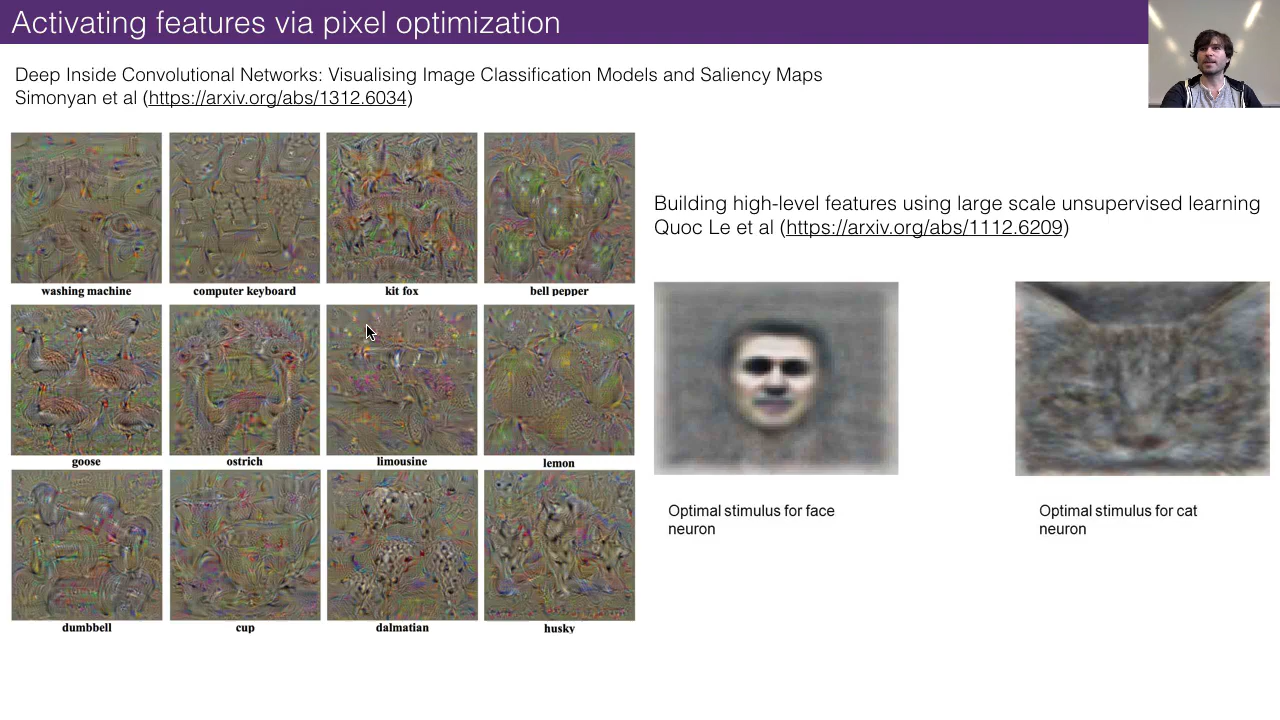 Activating features via pixel optimization
Deep Inside Convolutional Networks: Visualising Image Classification Models and Saliency Maps
Simonyan et al (https://arxiv.org/abs/1312.6034)
washing machine
computer keyboard
kit fox
bell pepper
goose
ostrich
limousine
lemon
dumbbell
cup
dalmatian
husky
Building high-level features using large scale unsupervised learning
Quoc Le et al (https://arxiv.org/abs/1112.6209)
Optimal stimulus for face
neuron
Optimal stimulus for cat
neuron